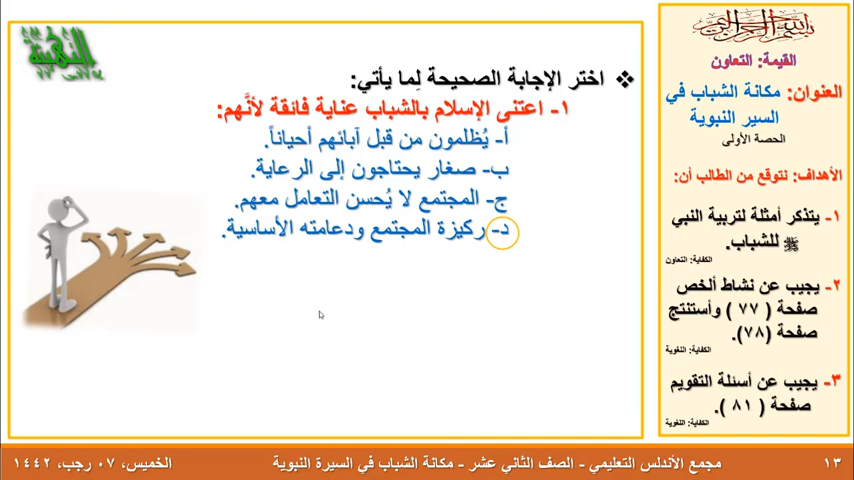 بسم الله الرحمن الرحيم
القيمة: التعاون
العنوان: مكانة الشباب في
السير النبوية
الحصة الأولى
الأهداف: نتوقع من الطالب أن:
١- يتذكر أمثلة لتربية النبي
ﷺ للشباب.
الكفاية: التعاون
٢- يجيب عن نشاط ألخص
صفحة ( ٧٧ ) وأستنتج
صفحة (٧٨).
الكفاية: اللغوية
٣- يجيب عن أسئلة التقويم
صفحة ( ٨١ ).
الكفاية: اللغوية
❖ اختر الإجابة الصحيحة لِما يأتي:
١- اعتنى الإسلام بالشباب عناية فائقة لأنَّهم:
أ- يُظلمون من قبل آبائهم أحياناً.
ب- صغار يحتاجون إلى الرعاية.
ج- المجتمع لا يُحسن التعامل معهم.
د- ركيزة المجتمع ودعامته الأساسية.
١٣
مجمع الأندلس التعليمي - الصف الثاني عشر - مكانة الشباب في السيرة النبوية
الخميس، ٠٧ رجب، ١٤٤٢